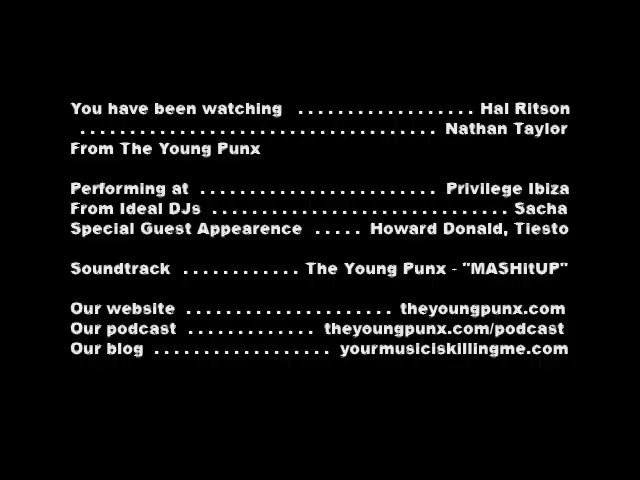 You have been watching .................. Hal Ritson
.................................... Nathan Taylor
From The Young Punx
Performing at ........................ Privilege Ibiza
From Ideal DJs .............................. Sacha
Special Guest Appearence ..... Howard Donald, Tiesto
Soundtrack ............ The Young Punx - "MASHitUP"
Our website ..................... theyoungpunx.com
Our podcast ............. theyoungpunx.com/podcast
Our blog .................. yourmusiciskillingme.com